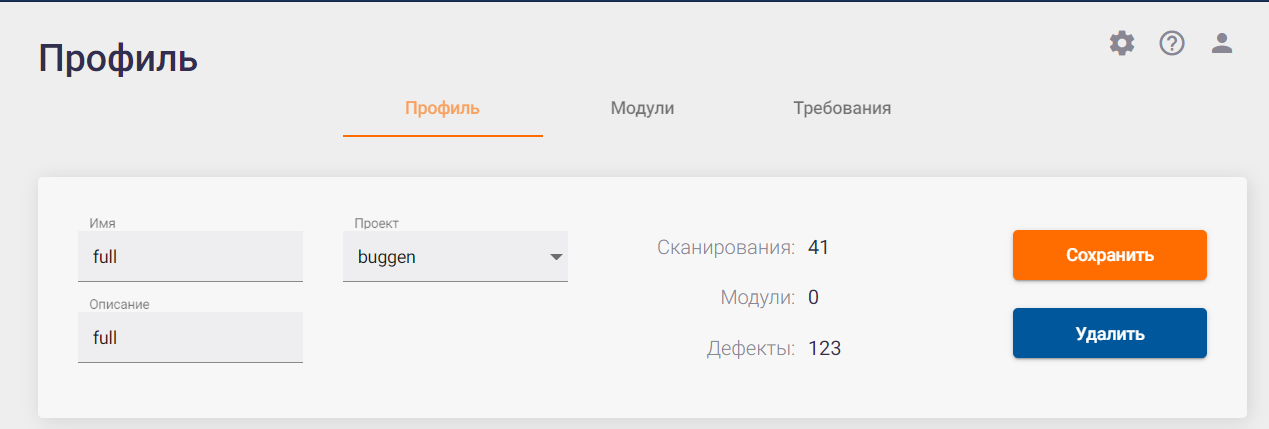 Профиль
Профиль Модули Требования
Имя
full
Проект
buggen
Описание
full
Сканирования: 41
Модули: 0
Дефекты: 123
Сохранить
Удалить